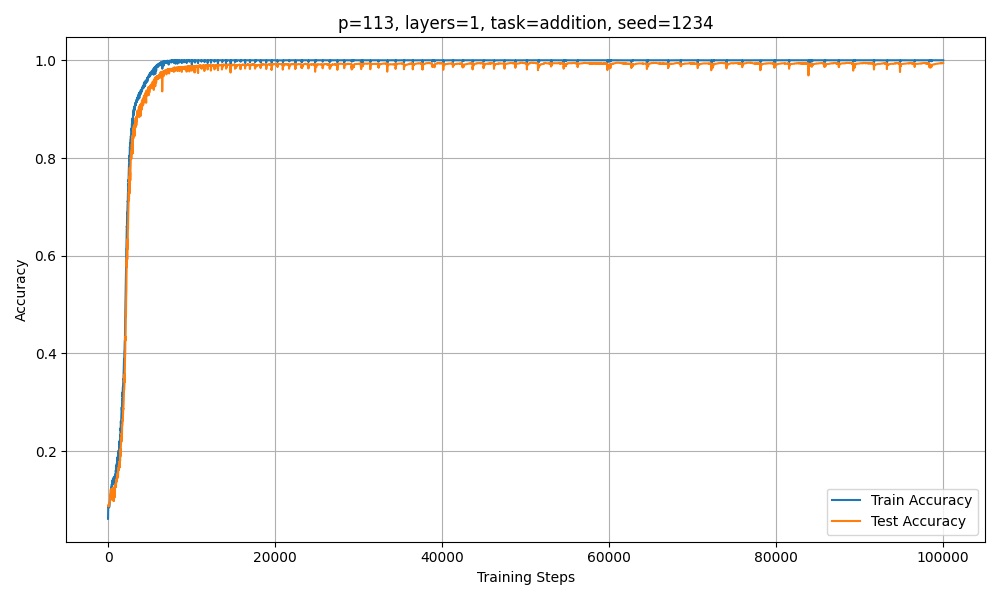 p=113, layers=1, task=addition, seed=1234
Accuracy
1.0
0.8
0.6
0.4
0.2
0 20000 40000 60000 80000 100000
Training Steps
Train Accuracy
Test Accuracy